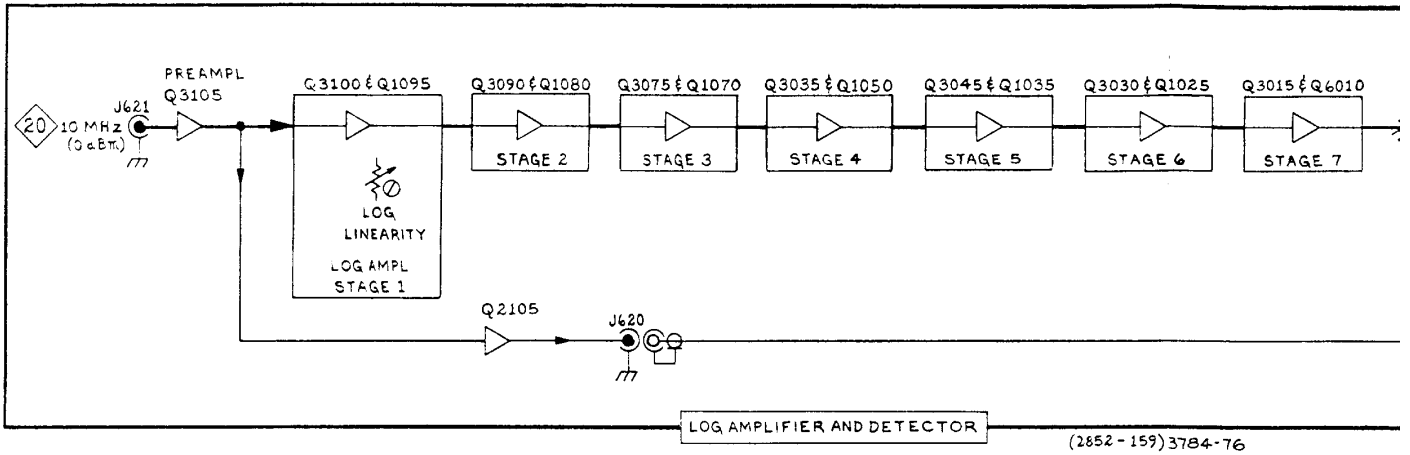 PREAMPL
Q3105
J621
20
10 MHz
(0 dBm)
Q3100 & Q1095
LOG
LINEARITY
LOG AMPL
STAGE 1
Q3090 & Q1080
STAGE 2
Q3075 & Q1070
STAGE 3
Q3035 & Q1050
STAGE 4
Q3045 & Q1035
STAGE 5
Q3030 & Q1025
STAGE 6
Q3015 & Q6010
STAGE 7
Q2105
J620
LOG AMPLIFIER AND DETECTOR
(2852-159) 3784-76